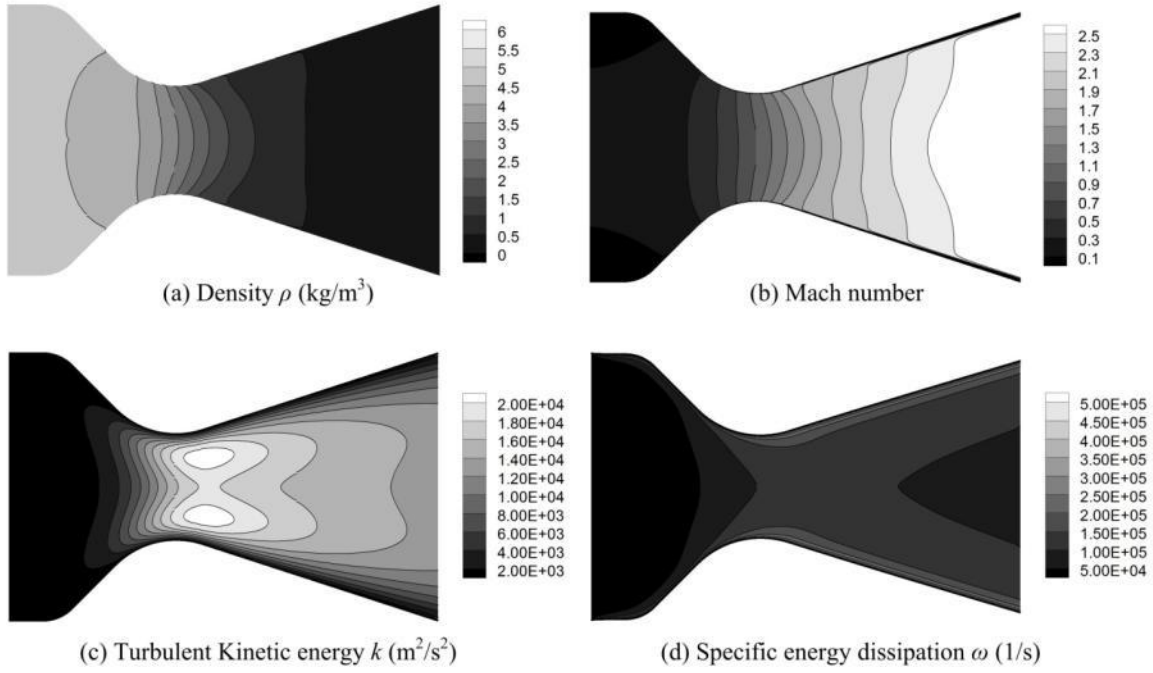 6
5.5
5
4.5
4
3.5
3
2.5
2
1.5
1
0.5
0
(a) Density ρ (kg/m³)
2.5
2.3
2.1
1.9
1.7
1.5
1.3
1.1
0.9
0.7
0.5
0.3
0.1
(b) Mach number
2.00E+04
1.80E+04
1.60E+04
1.40E+04
1.20E+04
1.00E+04
8.00E+03
6.00E+03
4.00E+03
2.00E+03
(c) Turbulent Kinetic energy k (m²/s²)
5.00E+05
4.50E+05
4.00E+05
3.50E+05
3.00E+05
2.50E+05
2.00E+05
1.50E+05
1.00E+05
5.00E+04
(d) Specific energy dissipation ω (1/s)